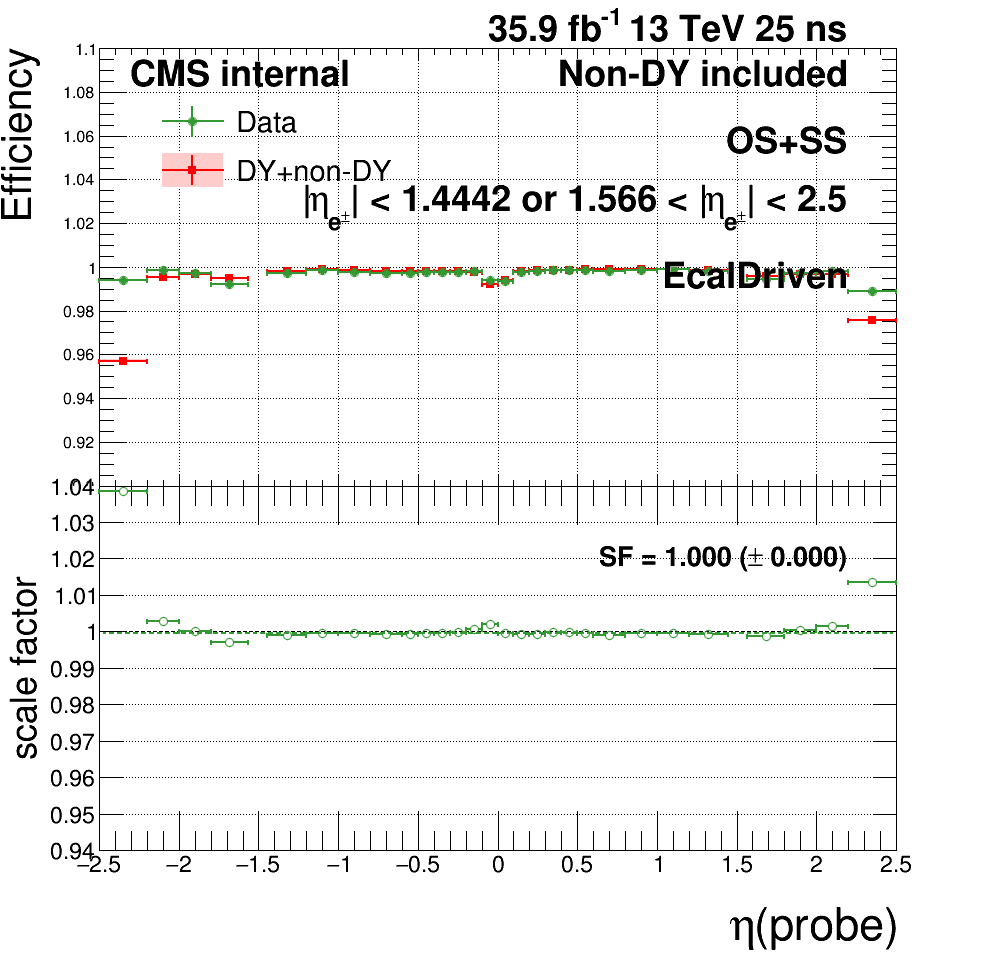 35.9 fb-1 13 TeV 25 ns
Efficiency
1.1
CMS internal
Non-DY included
1.08
Data
1.06
OS+SS
DY+non-DY
1.04
|ηe±| < 1.4442 or 1.566 < |ηe±| < 2.5
1.02
1
EcalDriven
0.98
0.96
0.94
0.92
1.04
1.03
SF = 1.000 (± 0.000)
1.02
1.01
scale factor
1
0.99
0.98
0.97
0.96
0.95
0.94
−2.5 −2 −1.5 −1 −0.5 0 0.5 1 1.5 2 2.5
η(probe)